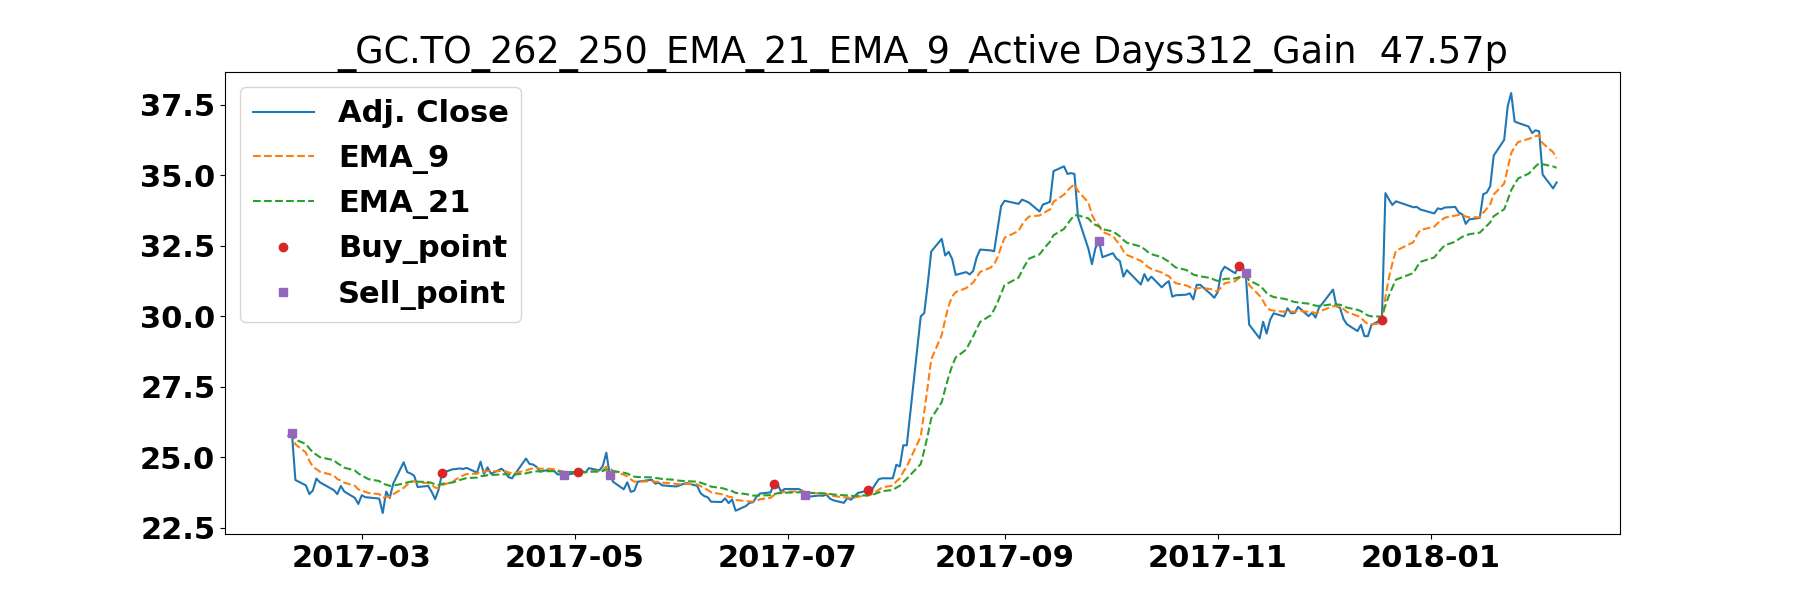 _GC.TO_262_250_EMA_21_EMA_9_Active Days312_Gain  47.57p
37.5
35.0
32.5
30.0
27.5
25.0
22.5
Adj. Close
EMA_9
EMA_21
Buy_point
Sell_point
2017-03 2017-05 2017-07 2017-09 2017-11 2018-01